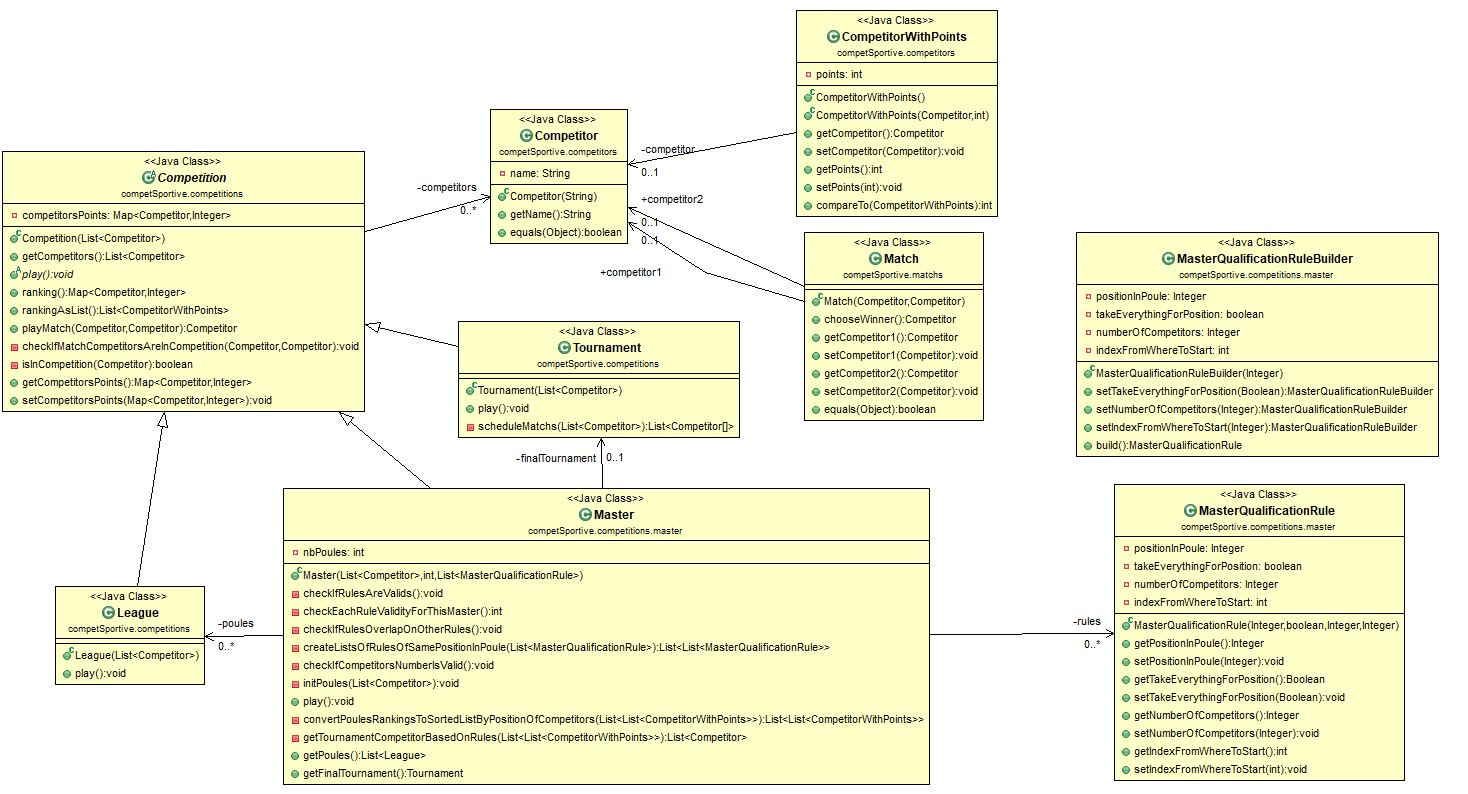 <<Java Class>>
CompetitorWithPoints
competSportive.competitors
points: int
CompetitorWithPoints()
CompetitorWithPoints(Competitor,int)
getCompetitor():Competitor
setCompetitor(Competitor):void
getPoints():int
setPoints(int):void
compareTo(CompetitorWithPoints):int
<<Java Class>>
Competitor
competSportive.competitors
name: String
Competitor(String)
getName():String
equals(Object):boolean
-competitor
0..1
+competitor2
0..1
0..1
+competitor1
-competitors
0..*
<<Java Class>>
Competition
competSportive.competitions
competitorsPoints: Map<Competitor,Integer>
Competition(List<Competitor>)
getCompetitors():List<Competitor>
play():void
ranking():Map<Competitor,Integer>
rankingAsList():List<CompetitorWithPoints>
playMatch(Competitor,Competitor):Competitor
checkIfMatchCompetitorsAreInCompetition(Competitor,Competitor):void
isInCompetition(Competitor):boolean
getCompetitorsPoints():Map<Competitor,Integer>
setCompetitorsPoints(Map<Competitor,Integer>):void
<<Java Class>>
Match
competSportive.matchs
Match(Competitor,Competitor)
chooseWinner():Competitor
getCompetitor1():Competitor
setCompetitor1(Competitor):void
getCompetitor2():Competitor
setCompetitor2(Competitor):void
equals(Object):boolean
<<Java Class>>
MasterQualificationRuleBuilder
competSportive.competitions.master
positionInPoule: Integer
takeEverythingForPosition: boolean
numberOfCompetitors: Integer
indexFromWhereToStart: int
MasterQualificationRuleBuilder(Integer)
setTakeEverythingForPosition(Boolean):MasterQualificationRuleBuilder
setNumberOfCompetitors(Integer):MasterQualificationRuleBuilder
setIndexFromWhereToStart(Integer):MasterQualificationRuleBuilder
build():MasterQualificationRule
<<Java Class>>
Tournament
competSportive.competitions
Tournament(List<Competitor>)
play():void
scheduleMatchs(List<Competitor>):List<Competitor[]>
-finalTournament
0..1
<<Java Class>>
Master
competSportive.competitions.master
nbPoules: int
Master(List<Competitor>,int,List<MasterQualificationRule>)
checkIfRulesAreValids():void
checkEachRuleValidityForThisMaster():int
checkIfRulesOverlapOnOtherRules():void
createListsOfRulesOfSamePositionInPoule(List<MasterQualificationRule>):List<List<MasterQualificationRule>>
checkIfCompetitorsNumberIsValid():void
initPoules(List<Competitor>):void
play():void
convertPoulesRankingsToSortedListByPositionOfCompetitors(List<List<CompetitorWithPoints>>):List<List<CompetitorWithPoints>>
getTournamentCompetitorBasedOnRules(List<List<CompetitorWithPoints>>):List<Competitor>
getPoules():List<League>
getFinalTournament():Tournament
<<Java Class>>
League
competSportive.competitions
League(List<Competitor>)
play():void
-poules
0..*
-rules
0..*
<<Java Class>>
MasterQualificationRule
competSportive.competitions.master
positionInPoule: Integer
takeEverythingForPosition: boolean
numberOfCompetitors: Integer
indexFromWhereToStart: int
MasterQualificationRule(Integer,boolean,Integer,Integer)
getPositionInPoule():Integer
setPositionInPoule(Integer):void
getTakeEverythingForPosition():Boolean
setTakeEverythingForPosition(Boolean):void
getNumberOfCompetitors():Integer
setNumberOfCompetitors(Integer):void
getIndexFromWhereToStart():int
setIndexFromWhereToStart(int):void